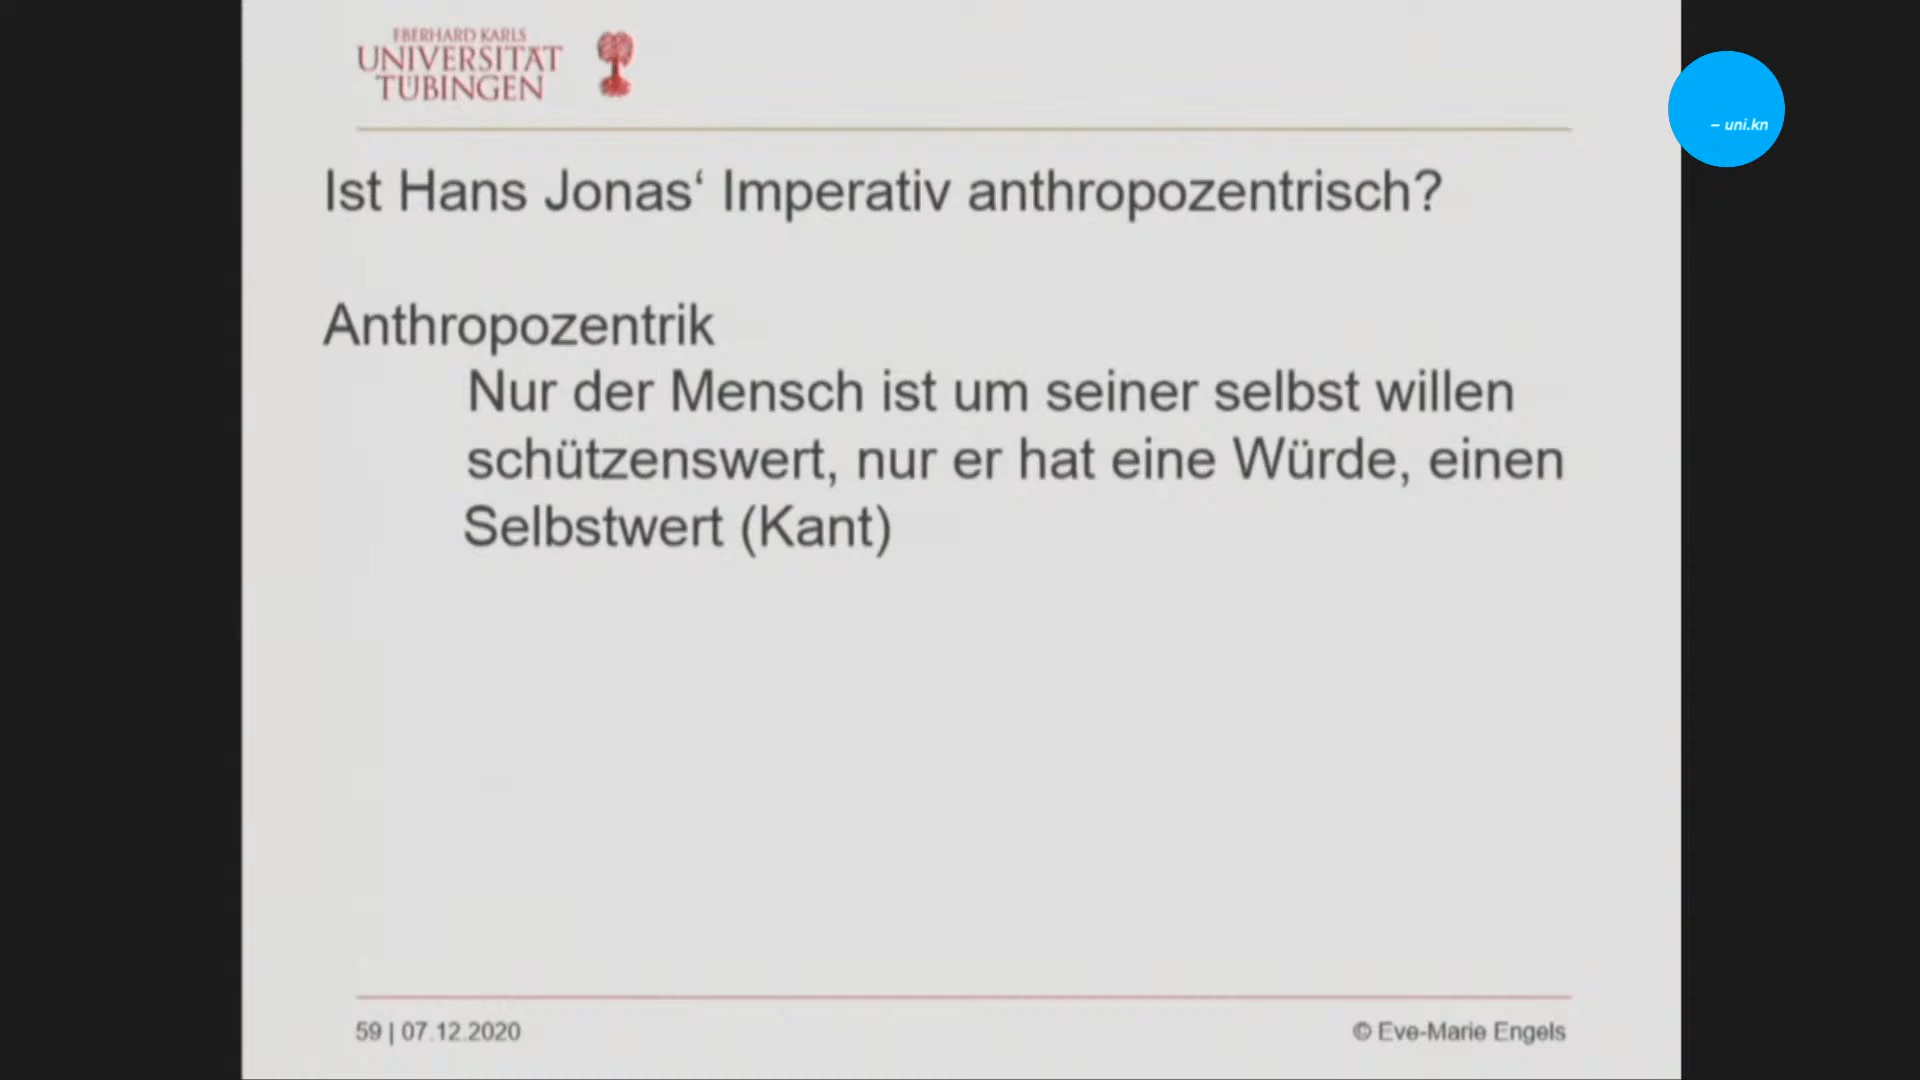 EBERHARD KARLS
UNIVERSITÄT
TÜBINGEN
– uni.kn
Ist Hans Jonas‘ Imperativ anthropozentrisch?
Anthropozentrik
Nur der Mensch ist um seiner selbst willen
schützenswert, nur er hat eine Würde, einen
Selbstwert (Kant)
59 | 07.12.2020
© Eve-Marie Engels